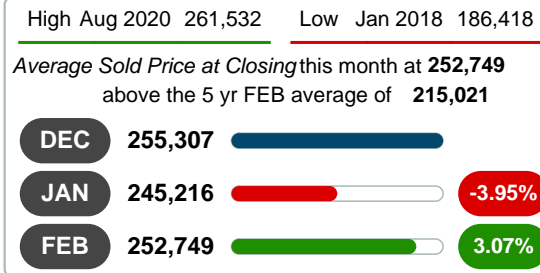 High Aug 2020 261,532 Low Jan 2018 186,418
Average Sold Price at Closing this month at 252,749
above the 5 yr FEB average of 215,021
DEC 255,307
JAN 245,216 -3.95%
FEB 252,749 3.07%